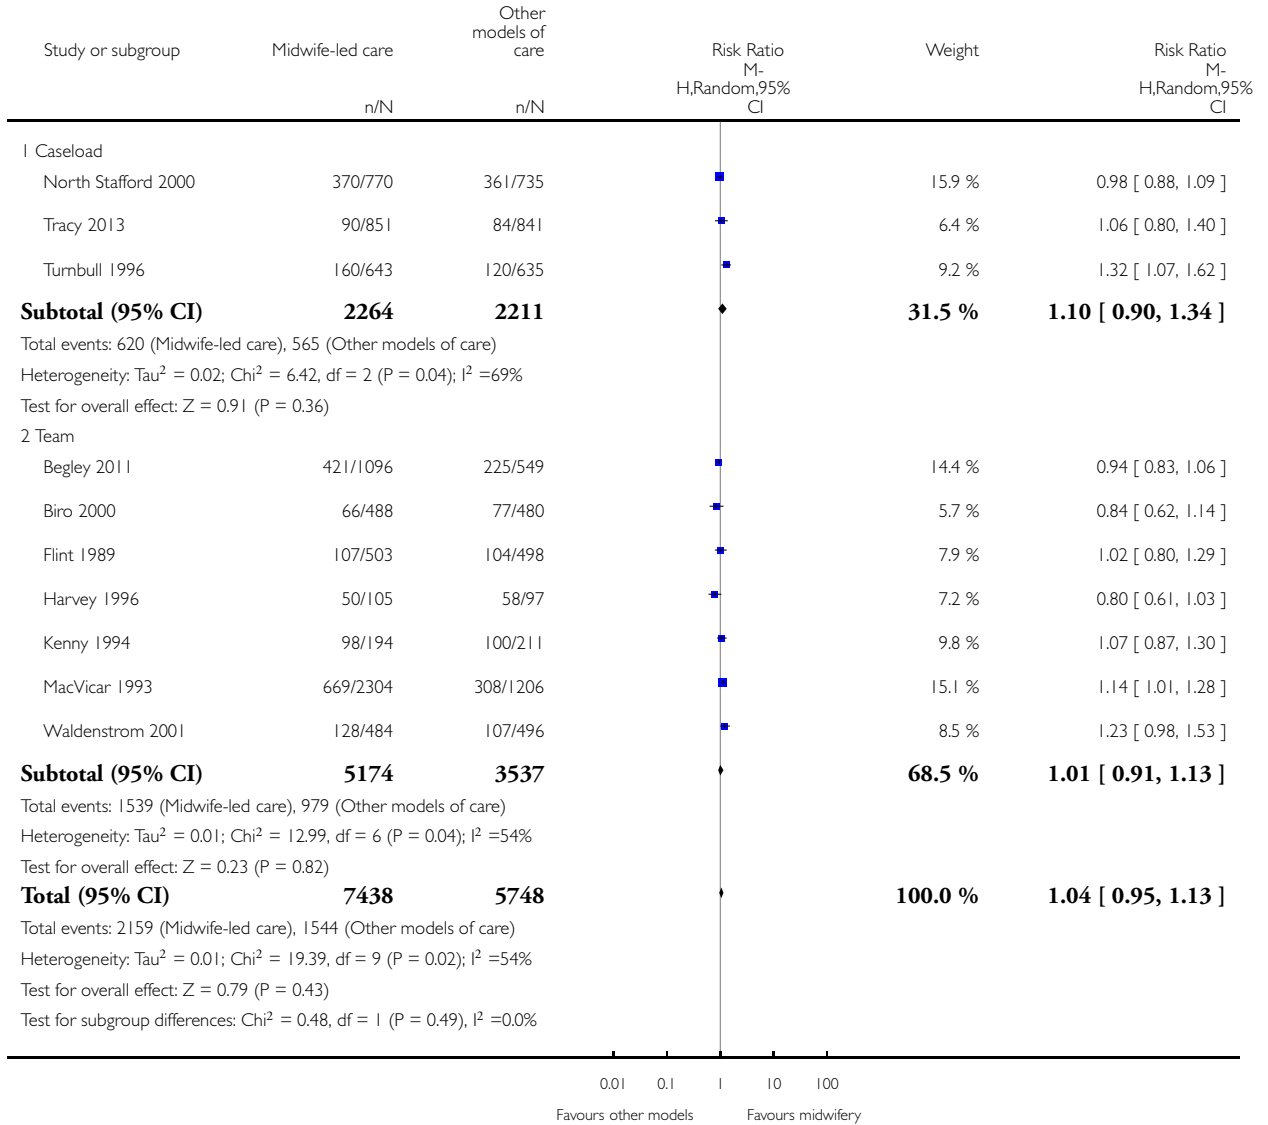 Study or subgroup Midwife-led care Other models of care Risk Ratio Weight Risk Ratio
M-H,Random,95% CI M-H,Random,95% CI
n/N n/N
1 Caseload
North Stafford 2000 370/770 361/735 15.9 % 0.98 [ 0.88, 1.09 ]
Tracy 2013 90/851 84/841 6.4 % 1.06 [ 0.80, 1.40 ]
Turnbull 1996 160/643 120/635 9.2 % 1.32 [ 1.07, 1.62 ]
Subtotal (95% CI) 2264 2211 31.5 % 1.10 [ 0.90, 1.34 ]
Total events: 620 (Midwife-led care), 565 (Other models of care)
Heterogeneity: Tau² = 0.02; Chi² = 6.42, df = 2 (P = 0.04); I² =69%
Test for overall effect: Z = 0.91 (P = 0.36)
2 Team
Begley 2011 421/1096 225/549 14.4 % 0.94 [ 0.83, 1.06 ]
Biro 2000 66/488 77/480 5.7 % 0.84 [ 0.62, 1.14 ]
Flint 1989 107/503 104/498 7.9 % 1.02 [ 0.80, 1.29 ]
Harvey 1996 50/105 58/97 7.2 % 0.80 [ 0.61, 1.03 ]
Kenny 1994 98/194 100/211 9.8 % 1.07 [ 0.87, 1.30 ]
MacVicar 1993 669/2304 308/1206 15.1 % 1.14 [ 1.01, 1.28 ]
Waldenstrom 2001 128/484 107/496 8.5 % 1.23 [ 0.98, 1.53 ]
Subtotal (95% CI) 5174 3537 68.5 % 1.01 [ 0.91, 1.13 ]
Total events: 1539 (Midwife-led care), 979 (Other models of care)
Heterogeneity: Tau² = 0.01; Chi² = 12.99, df = 6 (P = 0.04); I² =54%
Test for overall effect: Z = 0.23 (P = 0.82)
Total (95% CI) 7438 5748 100.0 % 1.04 [ 0.95, 1.13 ]
Total events: 2159 (Midwife-led care), 1544 (Other models of care)
Heterogeneity: Tau² = 0.01; Chi² = 19.39, df = 9 (P = 0.02); I² =54%
Test for overall effect: Z = 0.79 (P = 0.43)
Test for subgroup differences: Chi² = 0.48, df = 1 (P = 0.49), I² =0.0%
0.01 0.1 1 10 100
Favours other models Favours midwifery